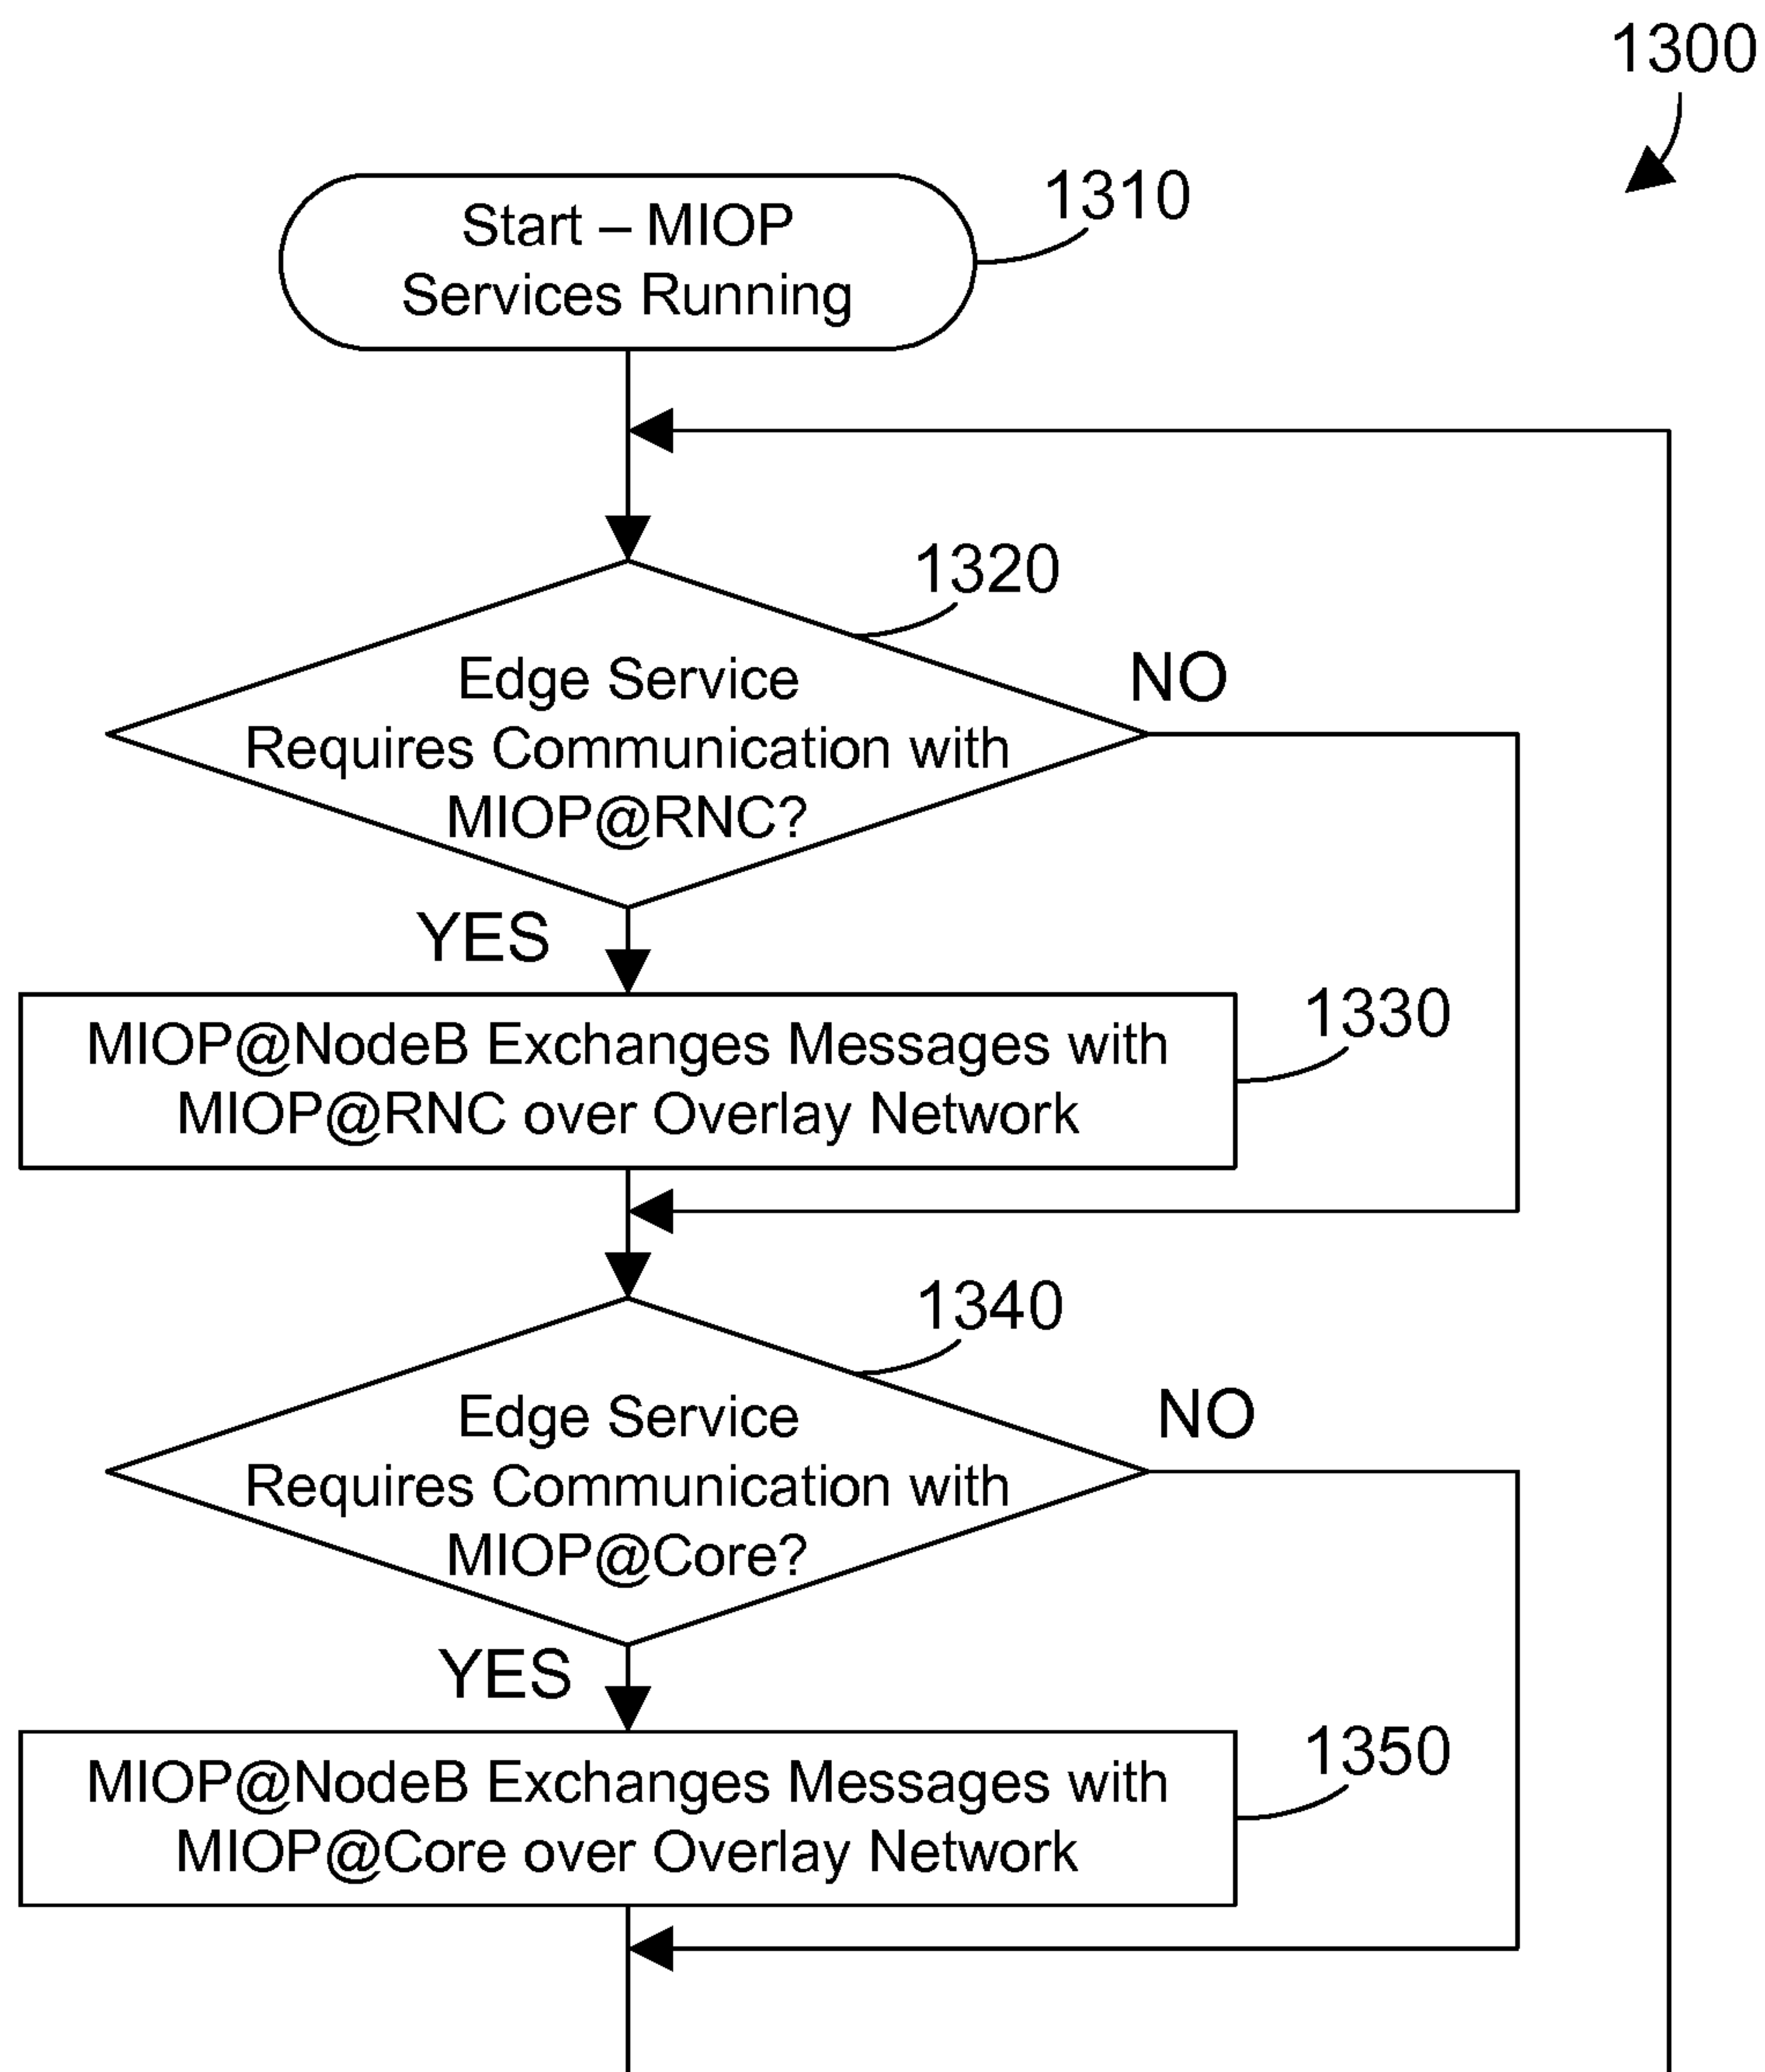 1300
Start – MIOP
Services Running
1310
1320
Edge Service
Requires Communication with
MIOP@RNC?
NO
YES
MIOP@NodeB Exchanges Messages with
MIOP@RNC over Overlay Network
1330
1340
Edge Service
Requires Communication with
MIOP@Core?
NO
YES
MIOP@NodeB Exchanges Messages with
MIOP@Core over Overlay Network
1350